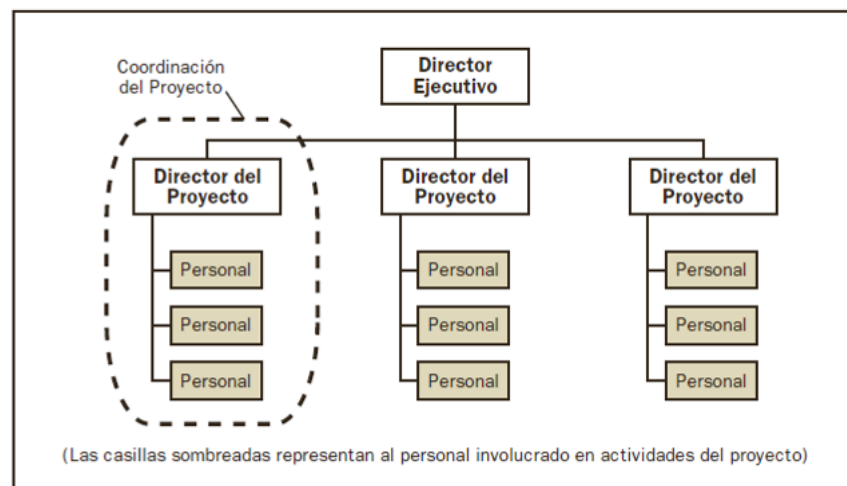 Coordinación
del Proyecto
Director
Ejecutivo
Director del
Proyecto
Director del
Proyecto
Director del
Proyecto
Personal
Personal
Personal
Personal
Personal
Personal
Personal
Personal
Personal
(Las casillas sombreadas representan al personal involucrado en actividades del proyecto)